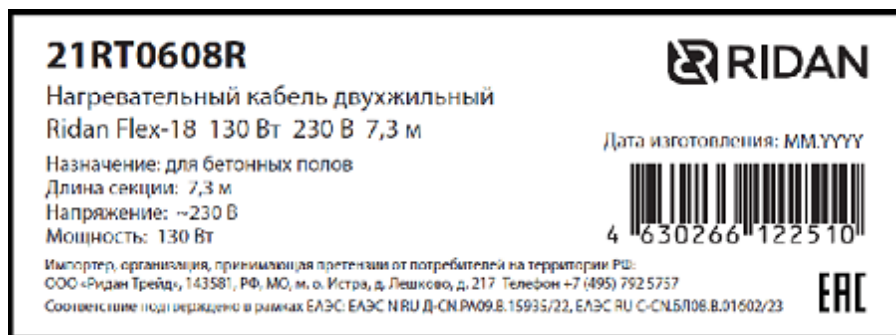 21RT0608R
RIDAN
Нагревательный кабель двухжильный
Ridan Flex-18 130 Вт 230 В 7,3 м
Дата изготовления: MM.YYYY
Назначение: для бетонных полов
Длина секции: 7,3 м
Напряжение: ~230 В
Мощность: 130 Вт
4 630266 122510
Импортер, организация, принимающая претензии от потребителей на территории РФ:
ООО «Ридан Трейд», 143581, РФ, МО, м. о. Истра, д. Лешково, д. 217 Телефон +7 (495) 792 5757
Соответствие подтверждено в рамках ЕАЭС: ЕАЭС N RU Д-CN.РА09.В.15935/22, ЕАЭС RU C-CN.БЛ08.В.01602/23
EAC